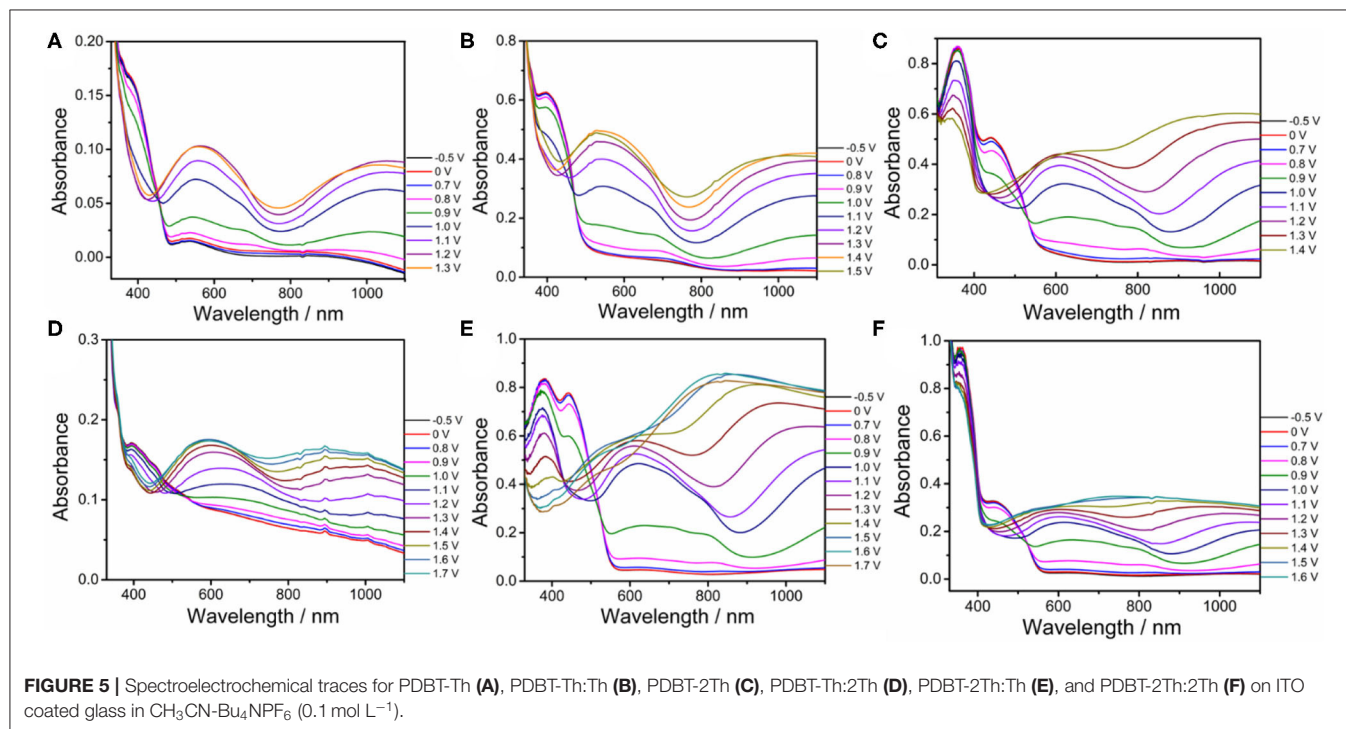 A
0.20
0.15
0.10
0.05
0.00
Absorbance
400 600 800 1000
Wavelength / nm
-0.5 V
0 V
0.7 V
0.8 V
0.9 V
1.0 V
1.1 V
1.2 V
1.3 V
B
0.8
0.6
0.4
0.2
0.0
Absorbance
400 600 800 1000
Wavelength / nm
-0.5 V
0 V
0.8 V
0.9 V
1.0 V
1.1 V
1.2 V
1.3 V
1.4 V
1.5 V
C
1.0
0.8
0.6
0.4
0.2
0.0
Absorbance
400 600 800 1000
Wavelength / nm
-0.5 V
0 V
0.7 V
0.8 V
0.9 V
1.0 V
1.1 V
1.2 V
1.3 V
1.4 V
D
0.3
0.2
0.1
0.0
Absorbance
400 600 800 1000
Wavelength / nm
-0.5 V
0 V
0.8 V
0.9 V
1.0 V
1.1 V
1.2 V
1.3 V
1.4 V
1.5 V
1.6 V
1.7 V
E
1.0
0.8
0.6
0.4
0.2
0.0
Absorbance
400 600 800 1000
Wavelength / nm
-0.5 V
0 V
0.7 V
0.8 V
0.9 V
1.0 V
1.1 V
1.2 V
1.3 V
1.4 V
1.5 V
1.6 V
1.7 V
F
1.0
0.8
0.6
0.4
0.2
0.0
Absorbance
400 600 800 1000
Wavelength / nm
-0.5 V
0 V
0.7 V
0.8 V
0.9 V
1.0 V
1.1 V
1.2 V
1.3 V
1.4 V
1.5 V
1.6 V
FIGURE 5 | Spectroelectrochemical traces for PDBT-Th (A), PDBT-Th:Th (B), PDBT-2Th (C), PDBT-Th:2Th (D), PDBT-2Th:Th (E), and PDBT-2Th:2Th (F) on ITO
coated glass in CH₃CN-Bu₄NPF₆ (0.1 mol L⁻¹).